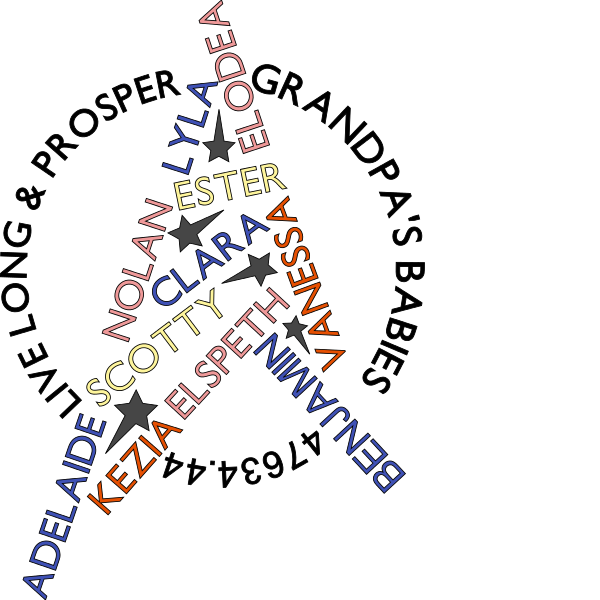 ELODEA
LYLA
LIVE LONG & PROSPER
GRANDPA'S BABIES
ESTER
NOLAN
CLARA
VANESSA
SCOTTY
ELSPETH
BENJAMIN
ADELAIDE
KEZIA
47634.44